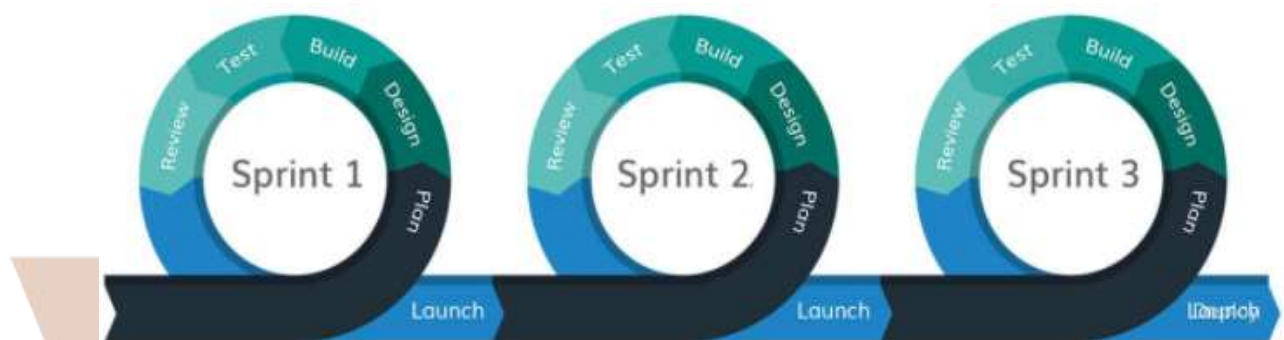 Test
Build
Design
Review
Sprint 1
Plan
Launch
Test
Build
Design
Review
Sprint 2
Plan
Launch
Test
Build
Design
Review
Sprint 3
Plan